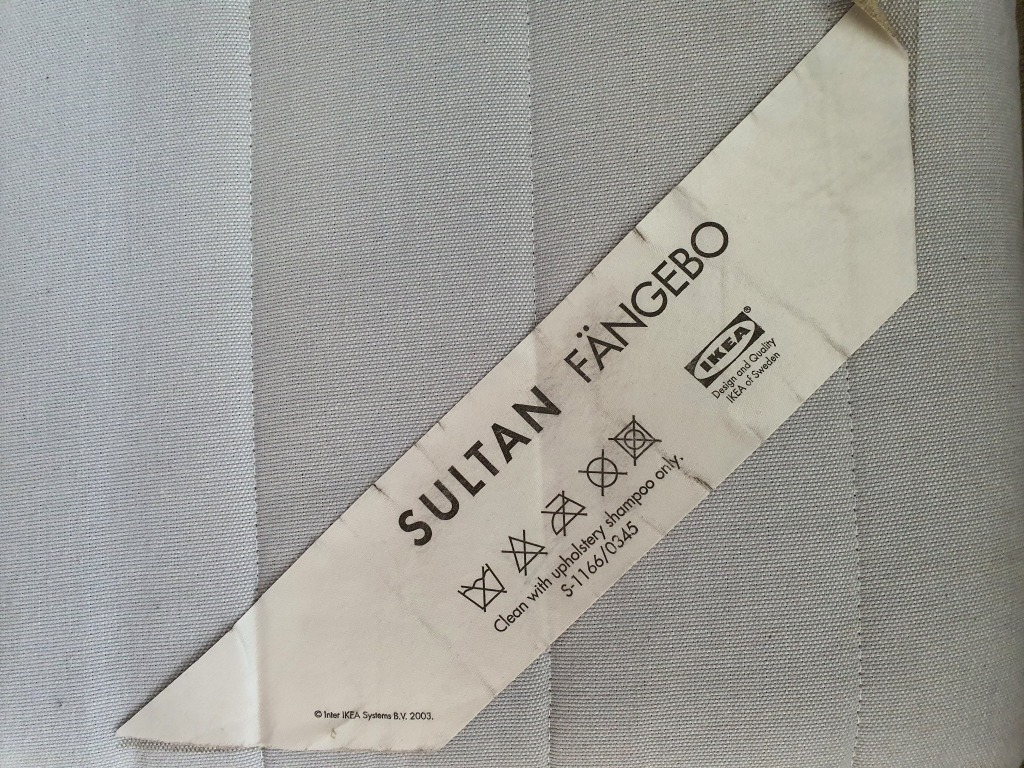 SULTAN FÄNGEBO
IKEA®
Design and Quality
IKEA of Sweden
Clean with upholstery shampoo only.
S-1166/0345
© Inter IKEA Systems B.V. 2003.